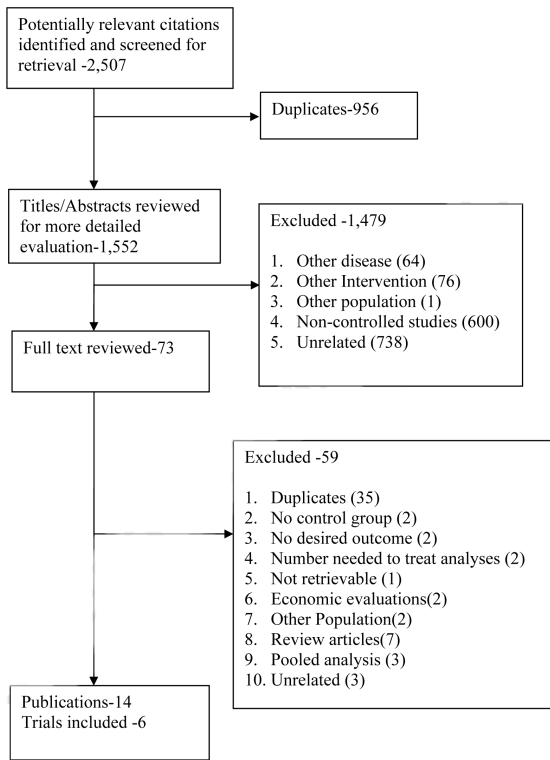 Potentially relevant citations
identified and screened for
retrieval -2,507
Duplicates-956
Titles/Abstracts reviewed
for more detailed
evaluation-1,552
Excluded -1,479
1. Other disease (64)
2. Other Intervention (76)
3. Other population (1)
4. Non-controlled studies (600)
5. Unrelated (738)
Full text reviewed-73
Excluded -59
1. Duplicates (35)
2. No control group (2)
3. No desired outcome (2)
4. Number needed to treat analyses (2)
5. Not retrievable (1)
6. Economic evaluations(2)
7. Other Population(2)
8. Review articles(7)
9. Pooled analysis (3)
10. Unrelated (3)
Publications-14
Trials included -6